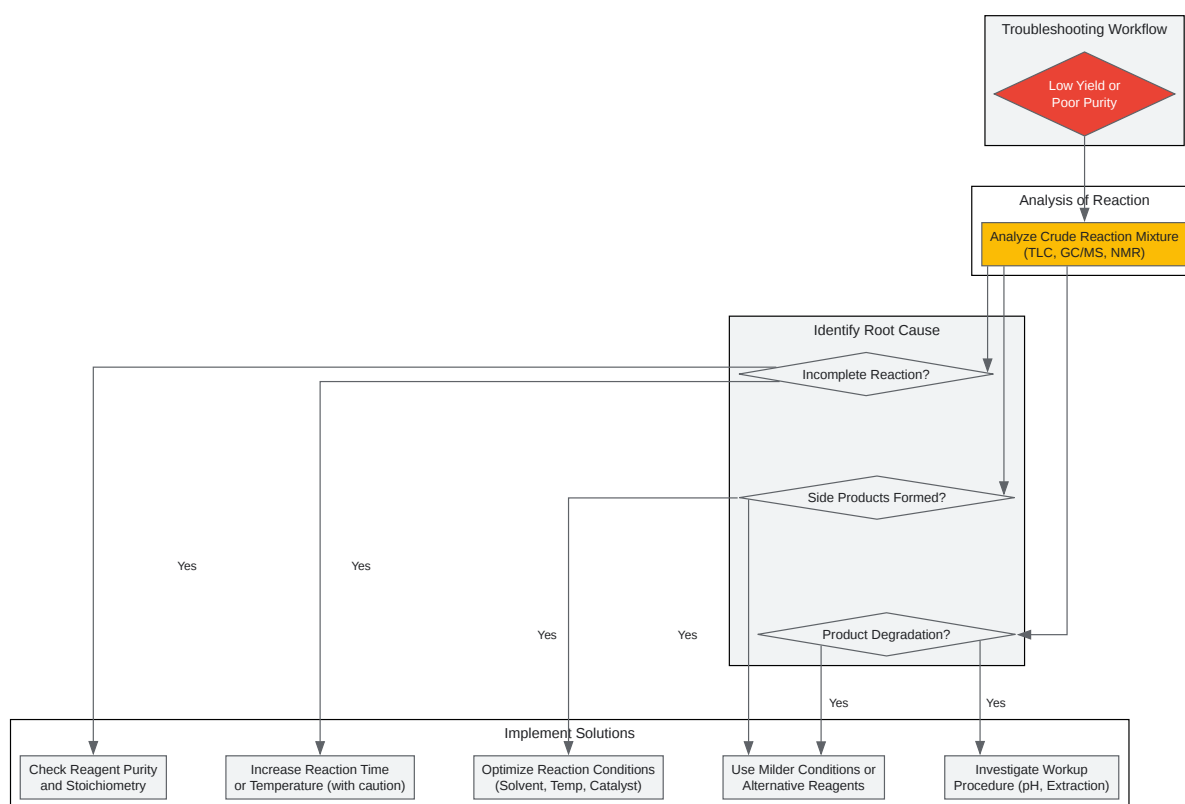 Troubleshooting Workflow
Low Yield or
Poor Purity
Analysis of Reaction
Analyze Crude Reaction Mixture
(TLC, GC/MS, NMR)
Identify Root Cause
Incomplete Reaction?
Side Products Formed?
Yes
Yes
Yes
Yes
Product Degradation?
Yes
Yes
Implement Solutions
Check Reagent Purity
and Stoichiometry
Increase Reaction Time
or Temperature (with caution)
Optimize Reaction Conditions
(Solvent, Temp, Catalyst)
Use Milder Conditions or
Alternative Reagents
Investigate Workup
Procedure (pH, Extraction)